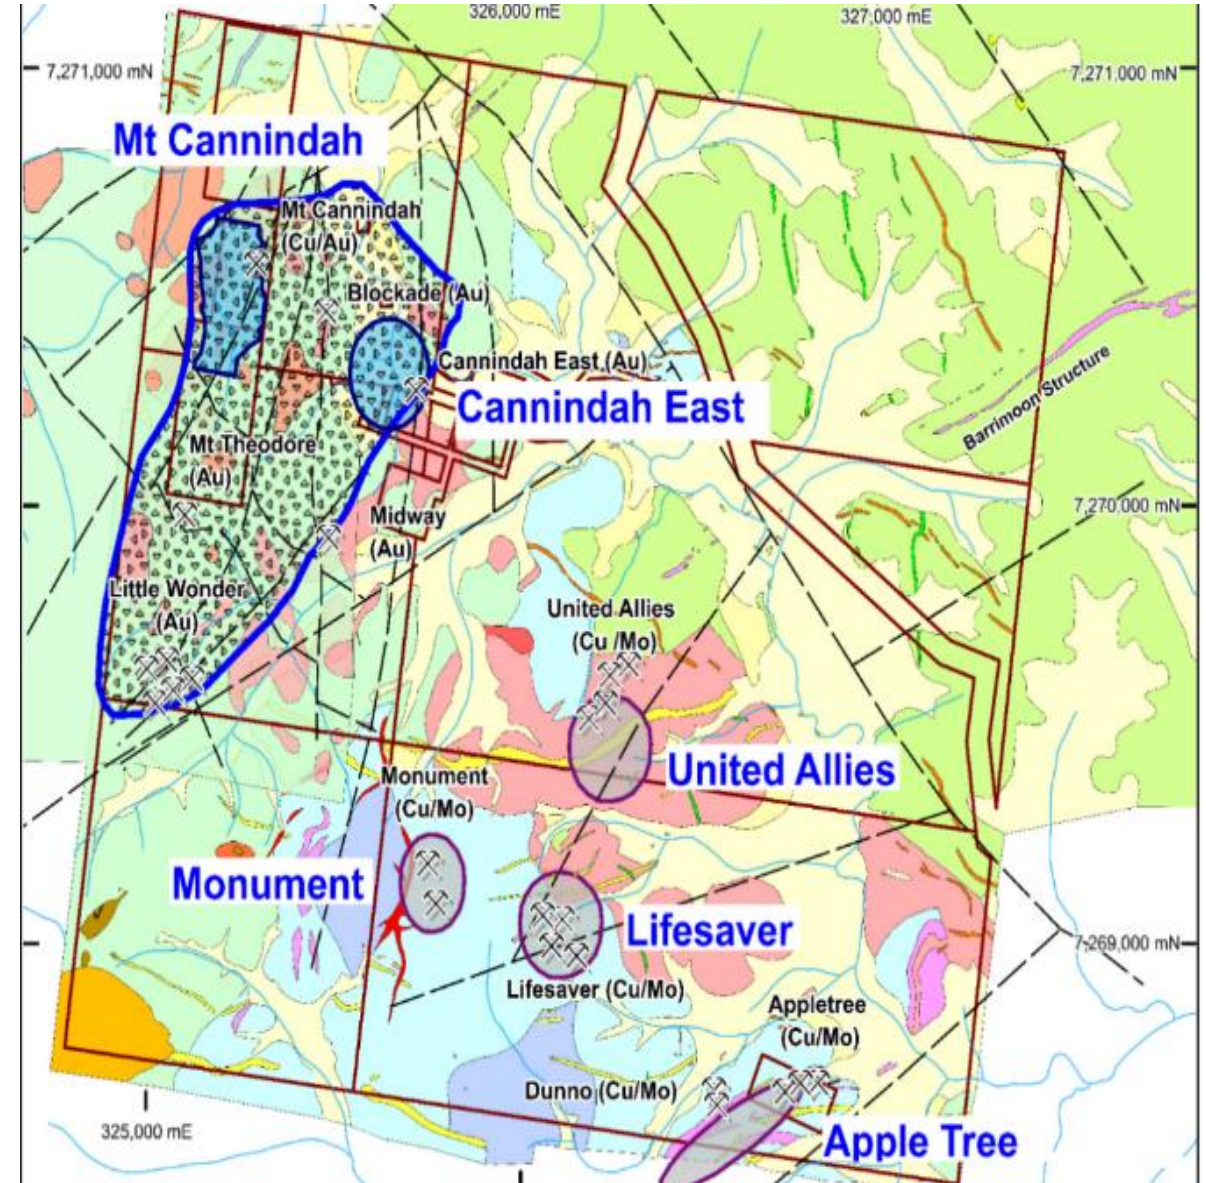 326,000 mE
327,000 mE
7,271,000 mN
7,271,000 mN
Mt Cannindah
Mt Cannindah
(Cu/Au)
Blockade (Au)
Cannindah East (Au)
Cannindah East
Barrimoon Structure
Mt Theodore
(Au)
7,270,000 mN
Midway
(Au)
Little Wonder
(Au)
United Allies
(Cu /Mo)
United Allies
Monument
(Cu/Mo)
Monument
Lifesaver
7,269,000 mN
Lifesaver (Cu/Mo)
Appletree
(Cu/Mo)
Dunno (Cu/Mo)
325,000 mE
Apple Tree